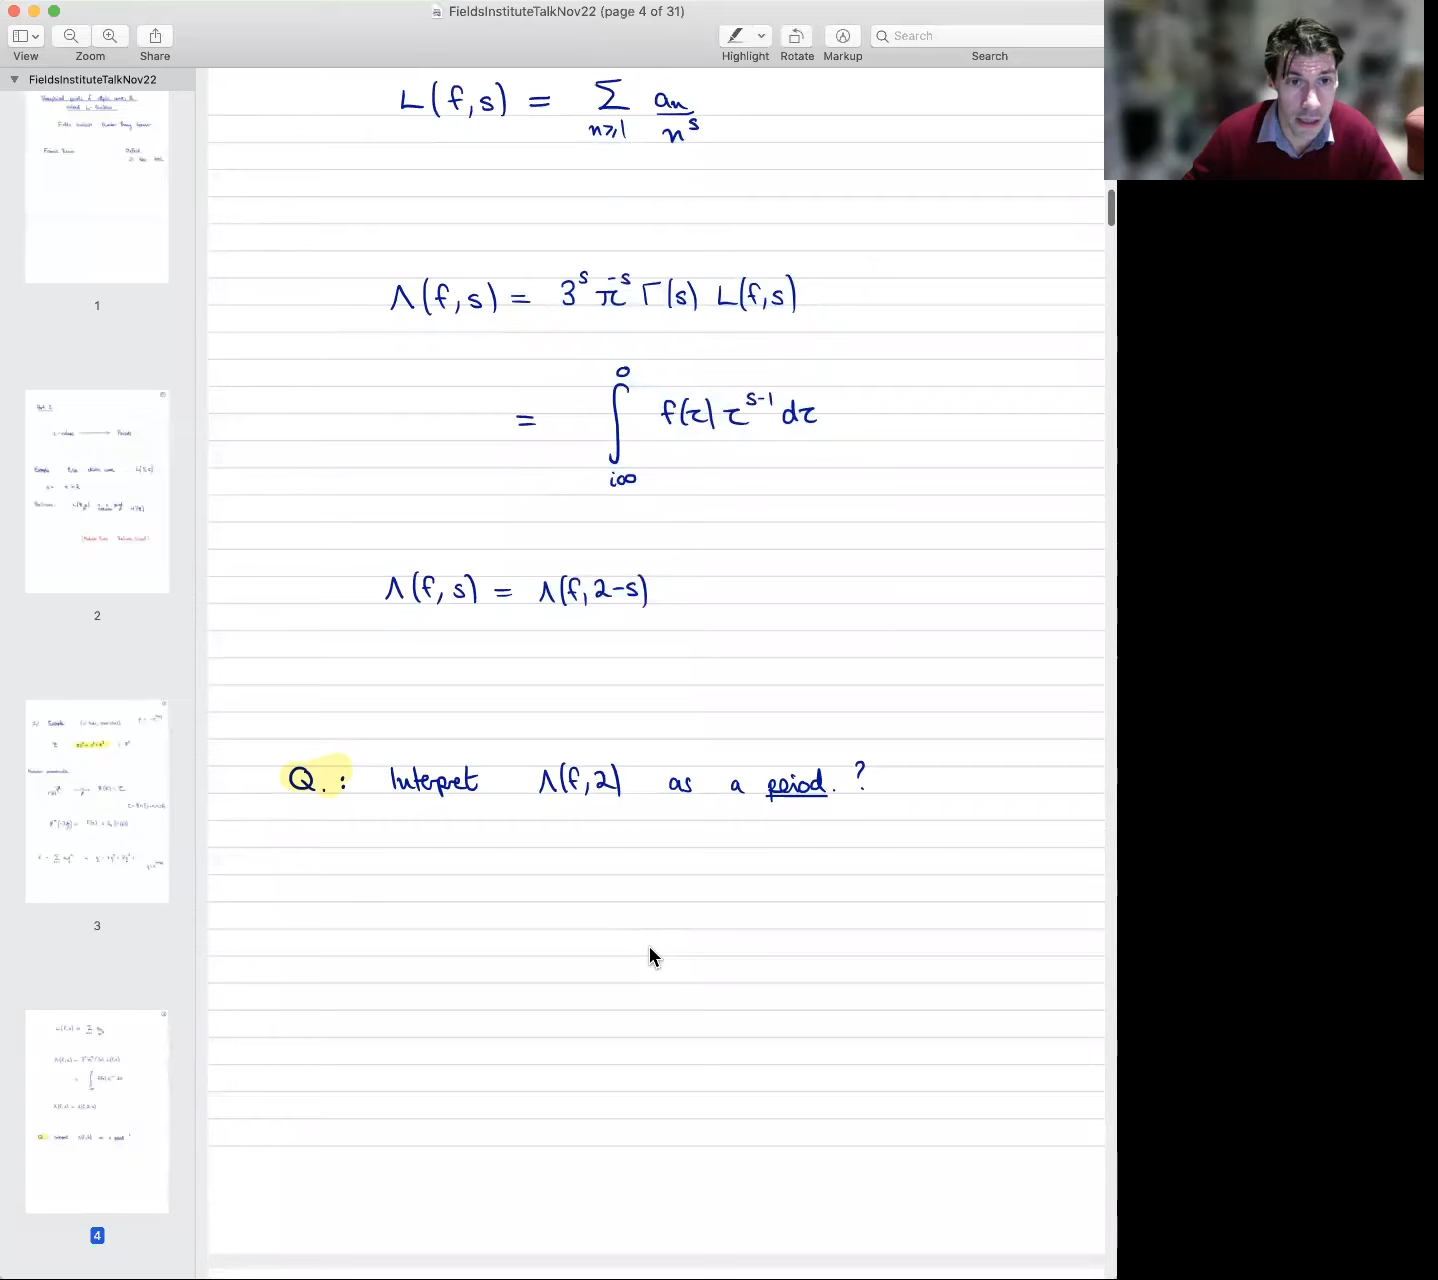 FieldsInstituteTalkNov22 (page 4 of 31)
View
Zoom
Share
Highlight
Rotate
Markup
Search
Search
FieldsInstituteTalkNov22
1
2
3
4
L(f,s) = Σ_{n≥1} a_n / n^s
Λ(f,s) = 3^s π^{-s} Γ(s) L(f,s)
= ∫_{i∞}^{0} f(τ) τ^{s-1} dτ
Λ(f,s) = Λ(f,2-s)
Q.: Interpret Λ(f,2) as a period.?